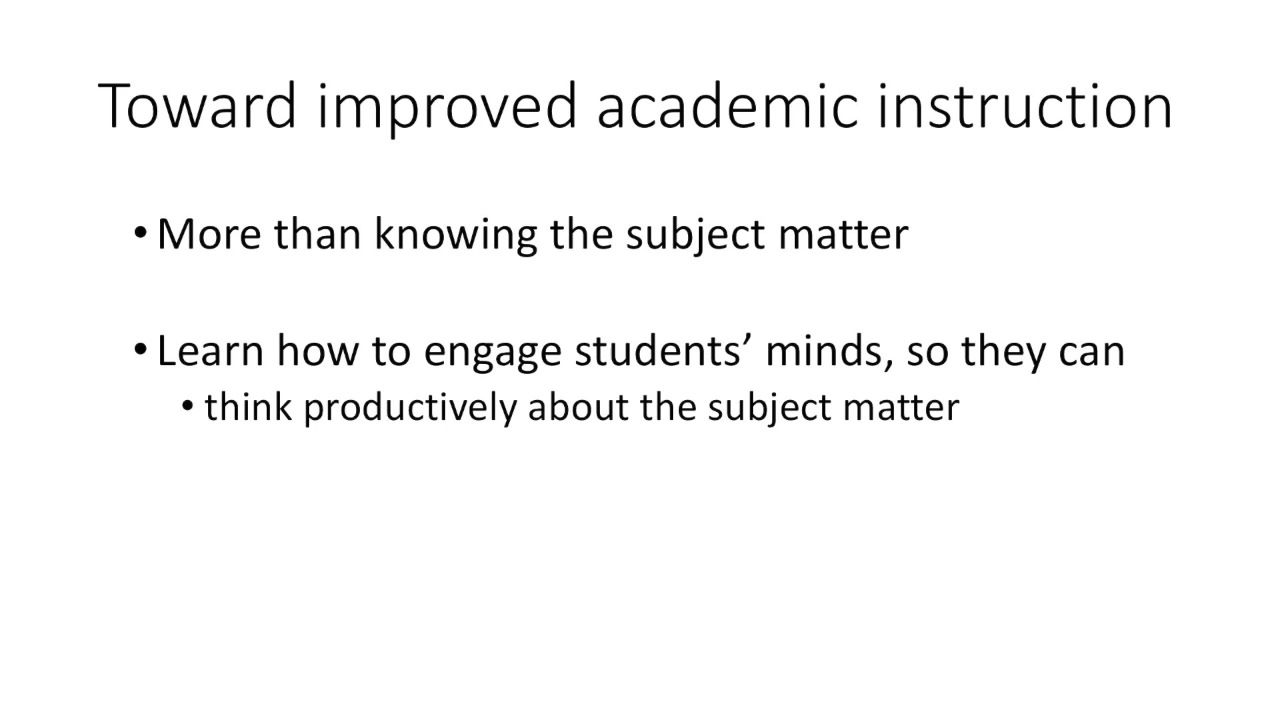 Toward improved academic instruction
• More than knowing the subject matter
• Learn how to engage students’ minds, so they can
• think productively about the subject matter